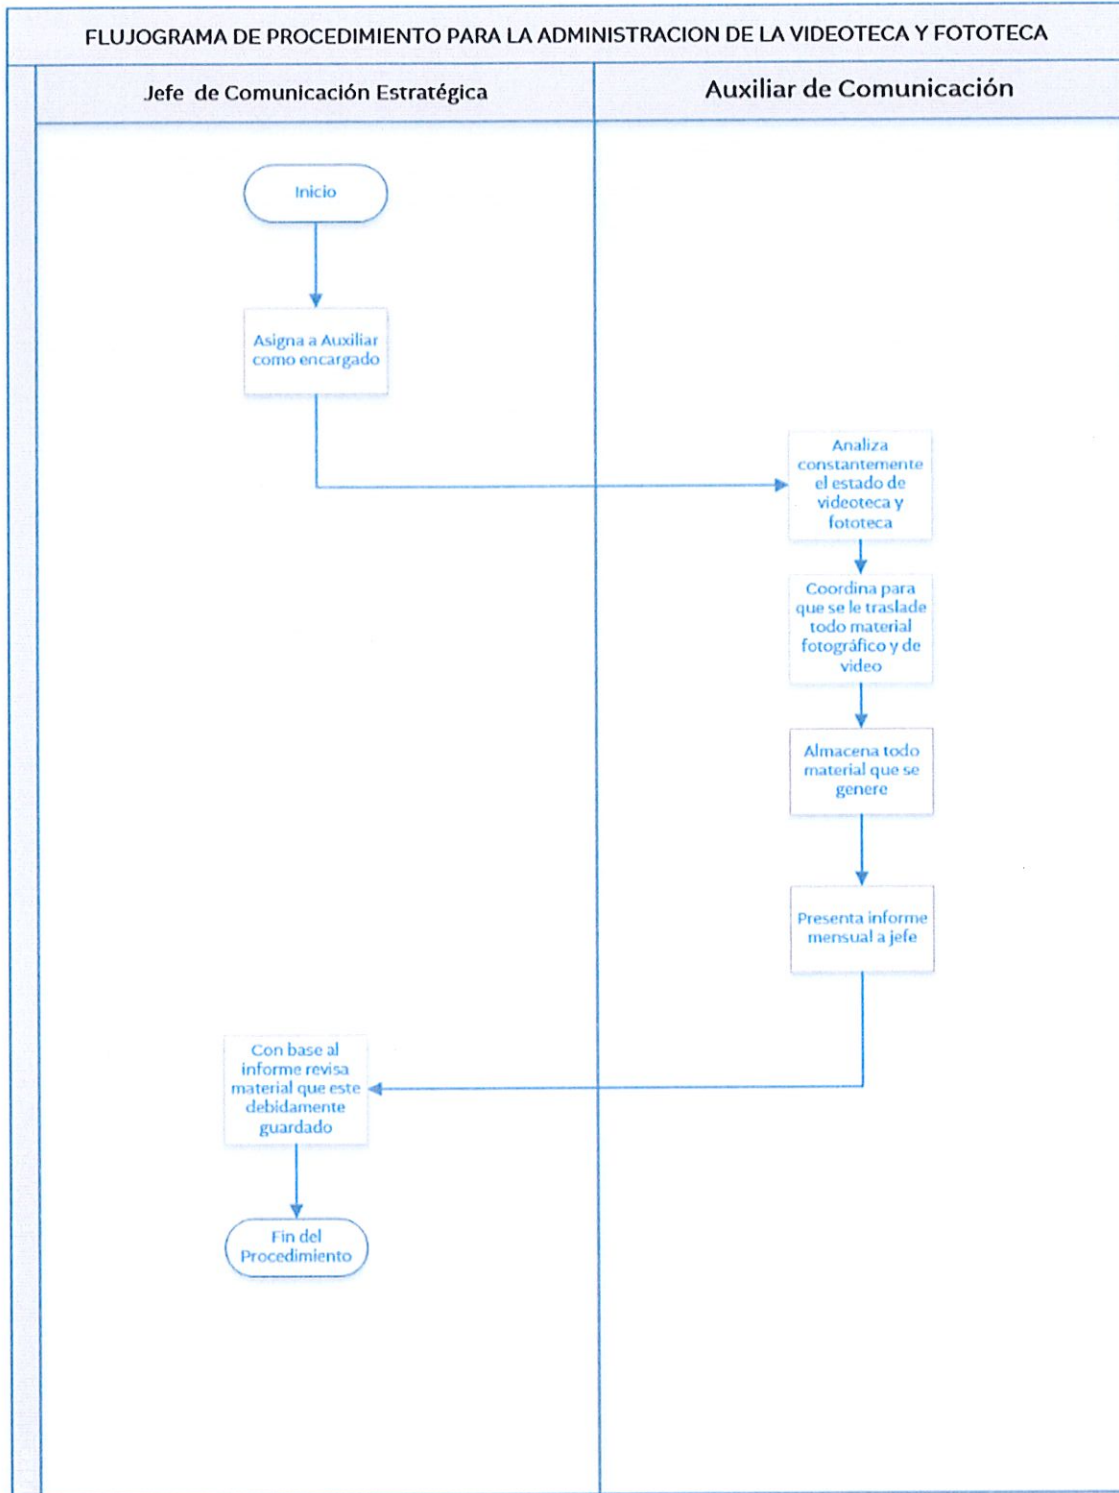 FLUJOGRAMA DE PROCEDIMIENTO PARA LA ADMINISTRACION DE LA VIDEOTECA Y FOTOTECA
Jefe de Comunicación Estratégica
Auxiliar de Comunicación
Inicio
Asigna a Auxiliar
como encargado
Analiza
constantemente
el estado de
videoteca y
fototeca
Coordina para
que se le traslade
todo material
fotográfico y de
video
Almacena todo
material que se
genere
Presenta informe
mensual a jefe
Con base al
informe revisa
material que este
debidamente
guardado
Fin del
Procedimiento